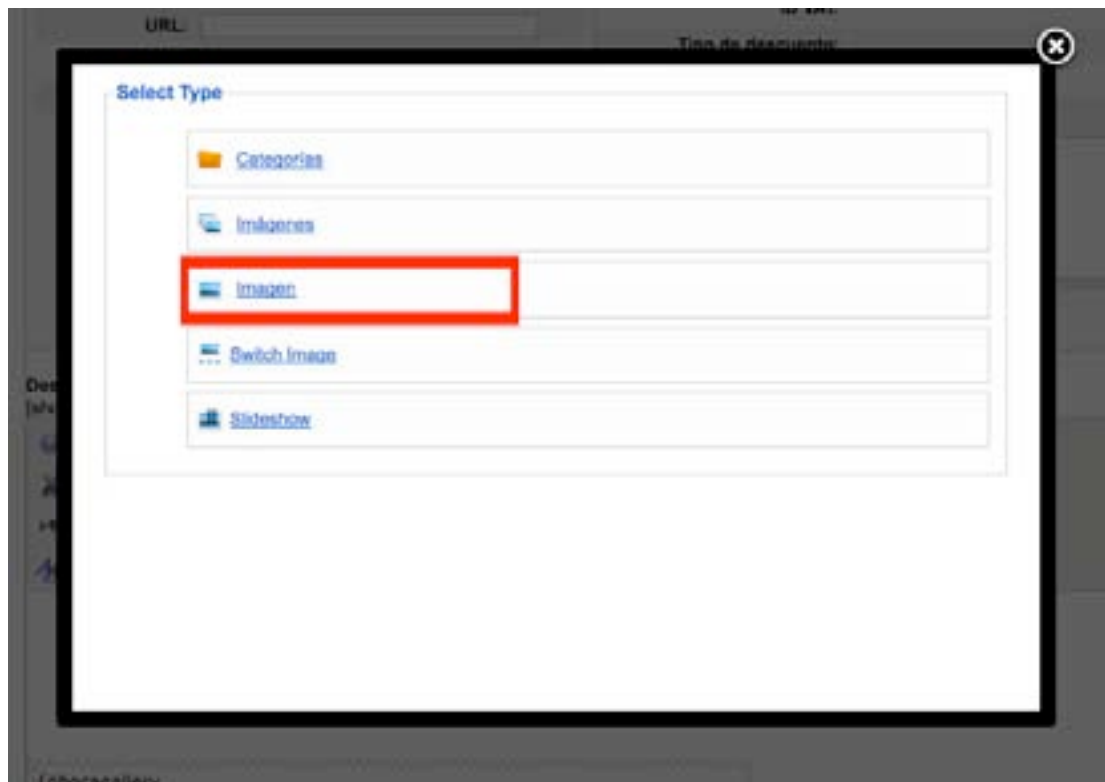 URL:
Tipo de descuento:
Select Type
Categorías
Imágenes
Imagen
Switch Image
Slideshow